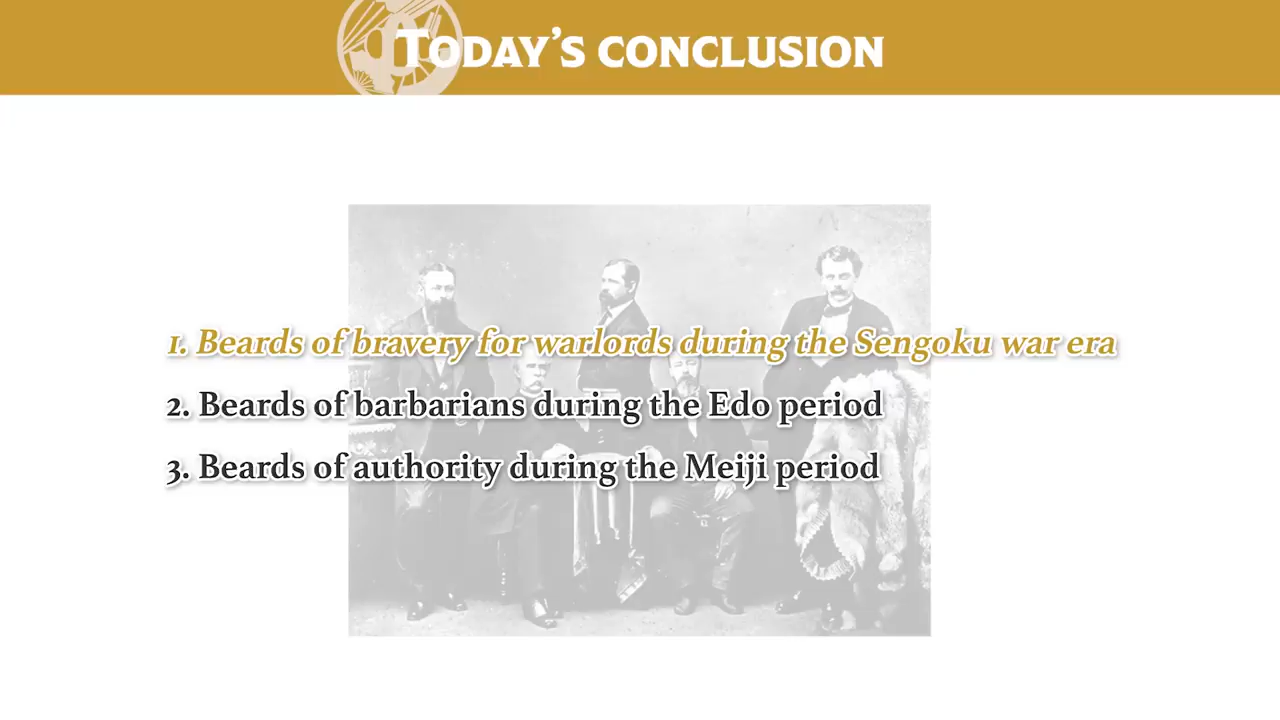 Today's conclusion
1. Beards of bravery for warlords during the Sengoku war era
2. Beards of barbarians during the Edo period
3. Beards of authority during the Meiji period